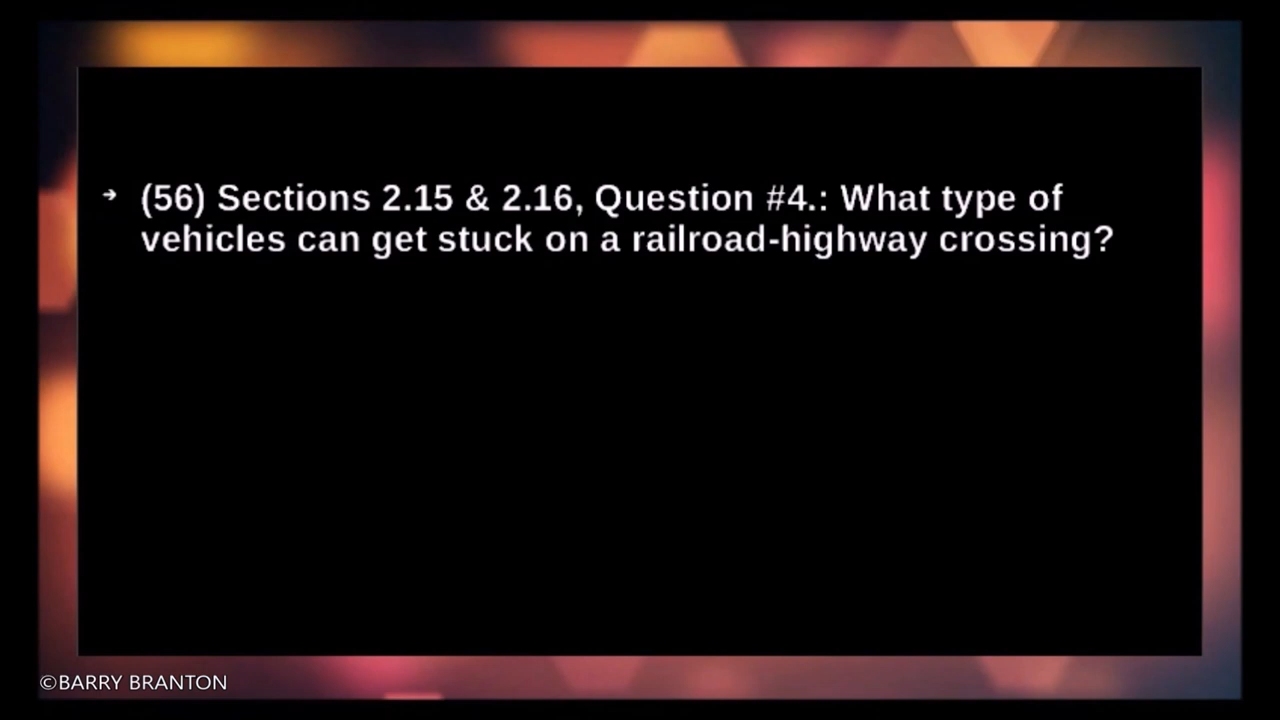 ➔ (56) Sections 2.15 & 2.16, Question #4.: What type of
vehicles can get stuck on a railroad-highway crossing?
©BARRY BRANTON